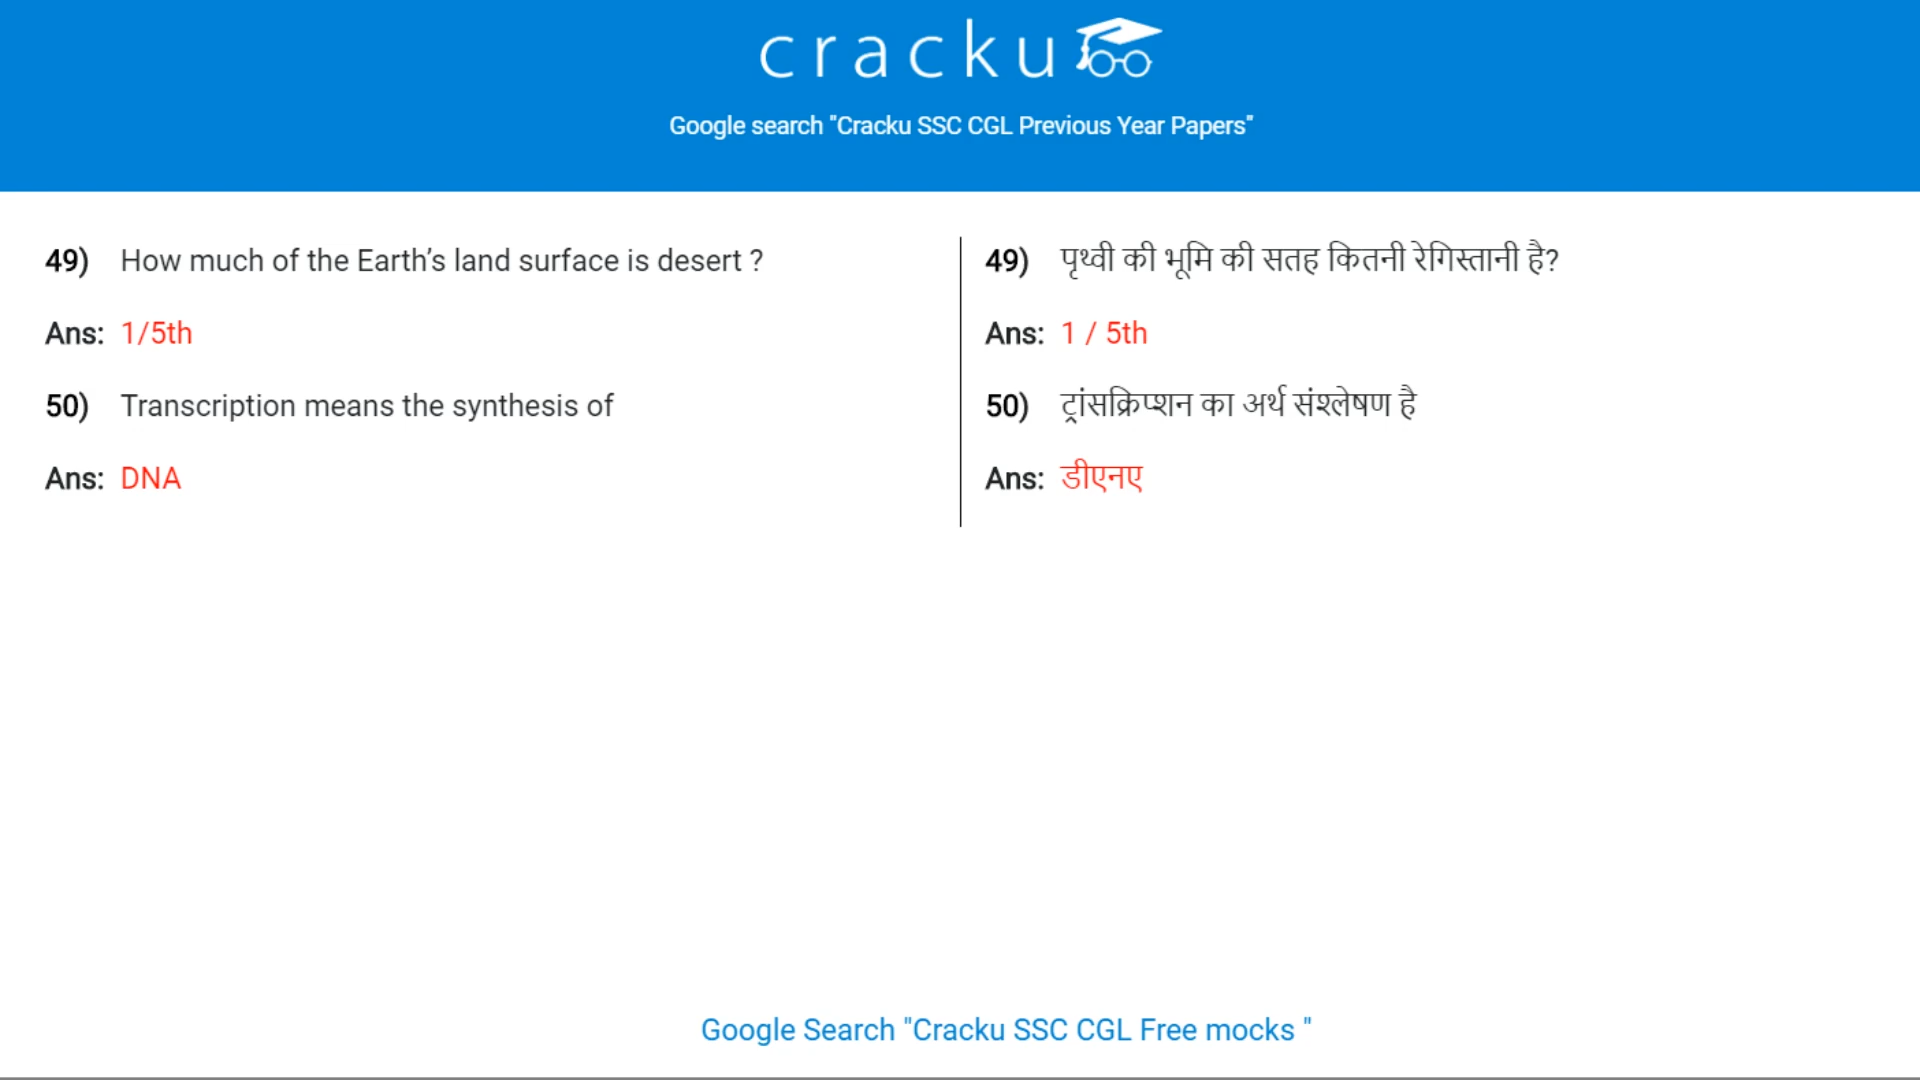 cracku
Google search "Cracku SSC CGL Previous Year Papers"
49) How much of the Earth’s land surface is desert ?
Ans: 1/5th
50) Transcription means the synthesis of
Ans: DNA
49) पृथ्वी की भूमि की सतह कितनी रेगिस्तानी है?
Ans: 1 / 5th
50) ट्रांसक्रिप्शन का अर्थ संश्लेषण है
Ans: डीएनए
Google Search "Cracku SSC CGL Free mocks "